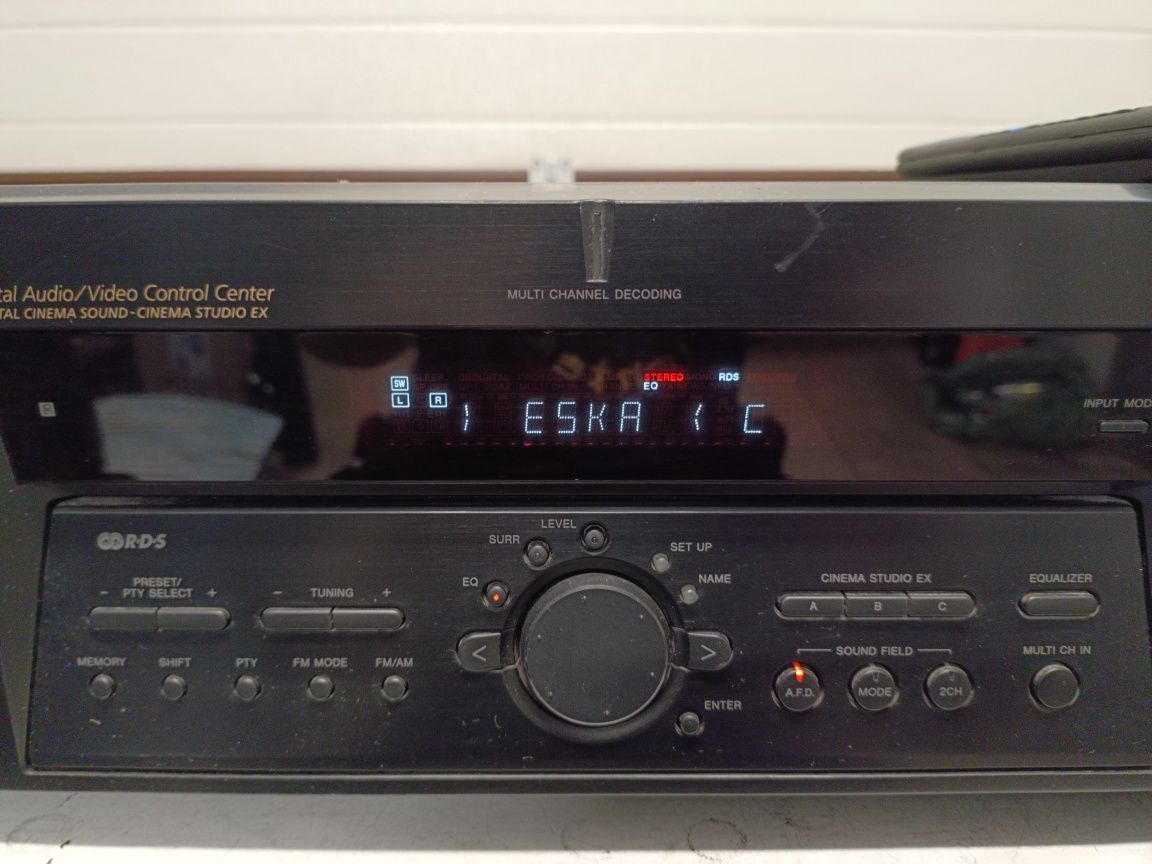 tal Audio/Video Control Center
TAL CINEMA SOUND-CINEMA STUDIO EX
MULTI CHANNEL DECODING
SW
STEREO
MONO
RDS
EQ
L R
) ESKA ( C
INPUT MOD
R·D·S
LEVEL
SURR
SET UP
EQ
NAME
PRESET/
- PTY SELECT +
- TUNING +
CINEMA STUDIO EX
A B C
EQUALIZER
< >
MEMORY SHIFT PTY FM MODE FM/AM
SOUND FIELD
MULTI CH IN
A.F.D. MODE 2CH
ENTER